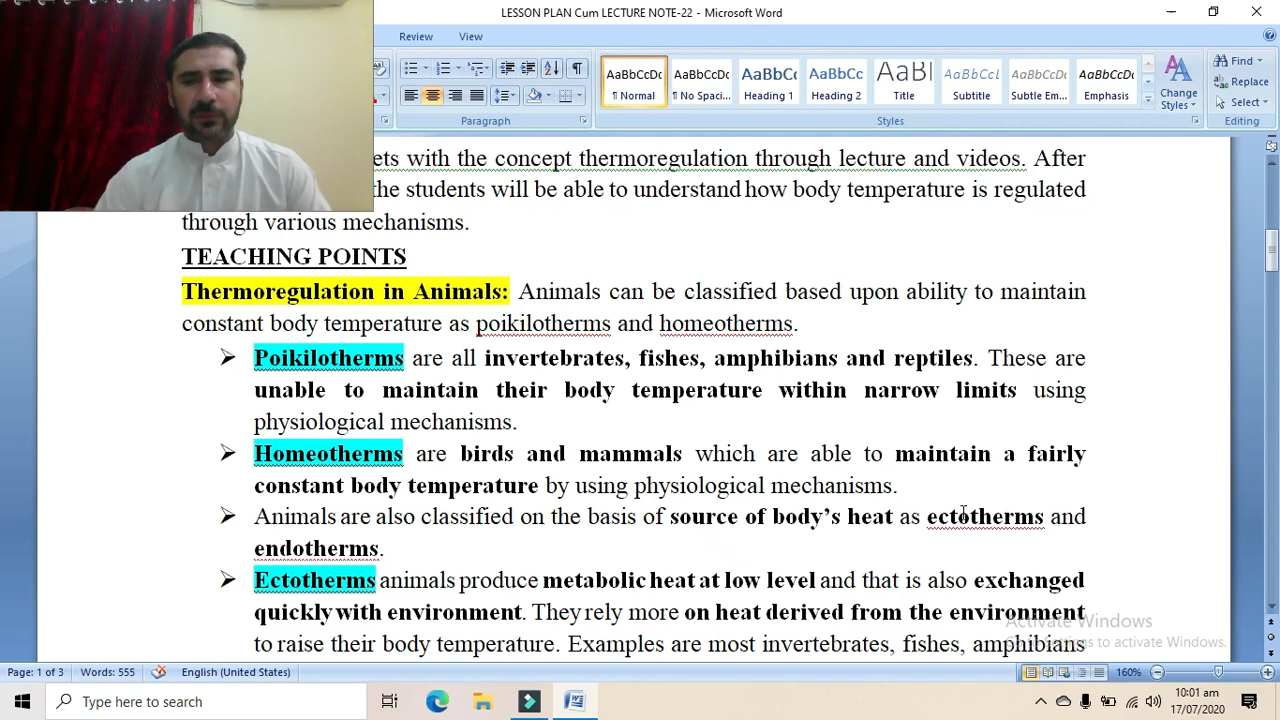 LESSON PLAN Cum LECTURE NOTE-22 - Microsoft Word
Review View
AaBbCcDc AaBbCcDc AaBbCc AaBbCc AaBl AaBbCcL AaBbCcDc AaBbCcDc
¶ Normal ¶ No Spaci... Heading 1 Heading 2 Title Subtitle Subtle Em... Emphasis
Change Styles
Find
Replace
Select
Paragraph Styles Editing
ets with the concept thermoregulation through lecture and videos. After
the students will be able to understand how body temperature is regulated
through various mechanisms.
TEACHING POINTS
Thermoregulation in Animals: Animals can be classified based upon ability to maintain
constant body temperature as poikilotherms and homeotherms.
➢ Poikilotherms are all invertebrates, fishes, amphibians and reptiles. These are
unable to maintain their body temperature within narrow limits using
physiological mechanisms.
➢ Homeotherms are birds and mammals which are able to maintain a fairly
constant body temperature by using physiological mechanisms.
➢ Animals are also classified on the basis of source of body’s heat as ectotherms and
endotherms.
➢ Ectotherms animals produce metabolic heat at low level and that is also exchanged
quickly with environment. They rely more on heat derived from the environment
to raise their body temperature. Examples are most invertebrates, fishes, amphibians
Activate Windows
Go to Settings to activate Windows.
Page: 1 of 3 Words: 555 English (United States) 160%
Type here to search
10:01 am
17/07/2020